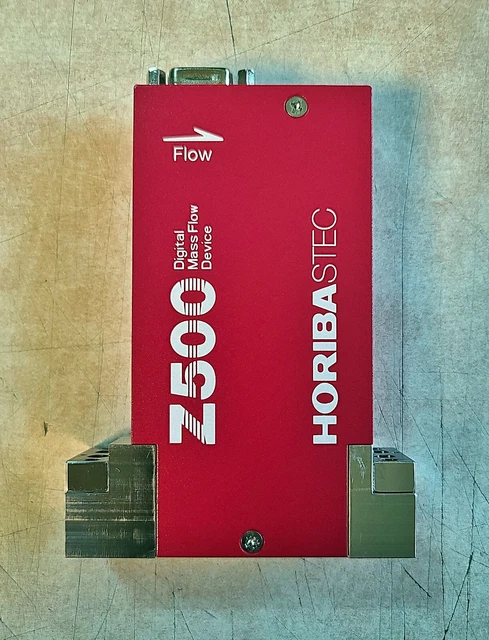 Flow
Z500
Digital
Mass Flow
Device
HORIBASTEC